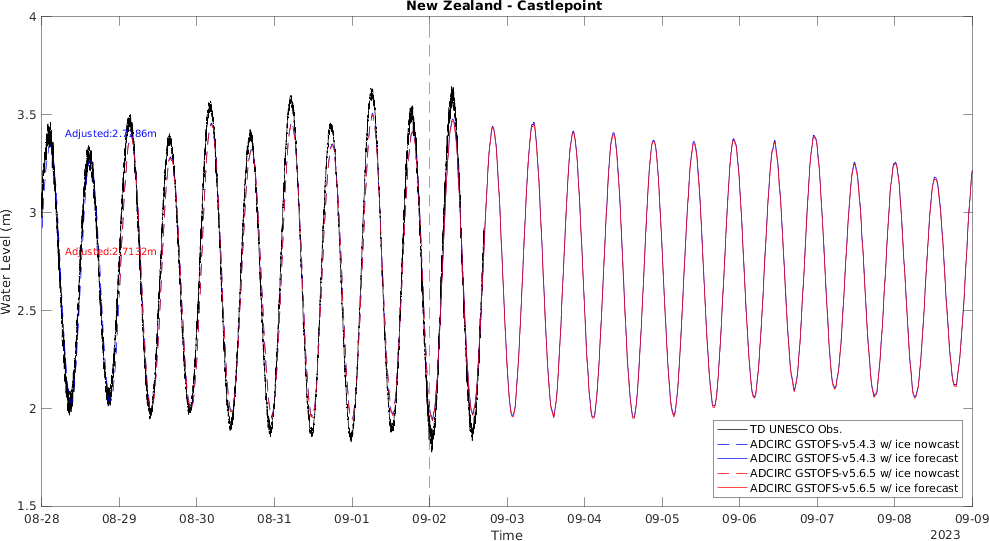 New Zealand - Castlepoint
4
3.5
3
2.5
2
1.5
Water Level (m)
Adjusted:2.7286m
Adjusted:2.7132m
TD UNESCO Obs.
ADCIRC GSTOFS-v5.4.3 w/ ice nowcast
ADCIRC GSTOFS-v5.4.3 w/ ice forecast
ADCIRC GSTOFS-v5.6.5 w/ ice nowcast
ADCIRC GSTOFS-v5.6.5 w/ ice forecast
08-28 08-29 08-30 08-31 09-01 09-02 09-03 09-04 09-05 09-06 09-07 09-08 09-09
Time
2023